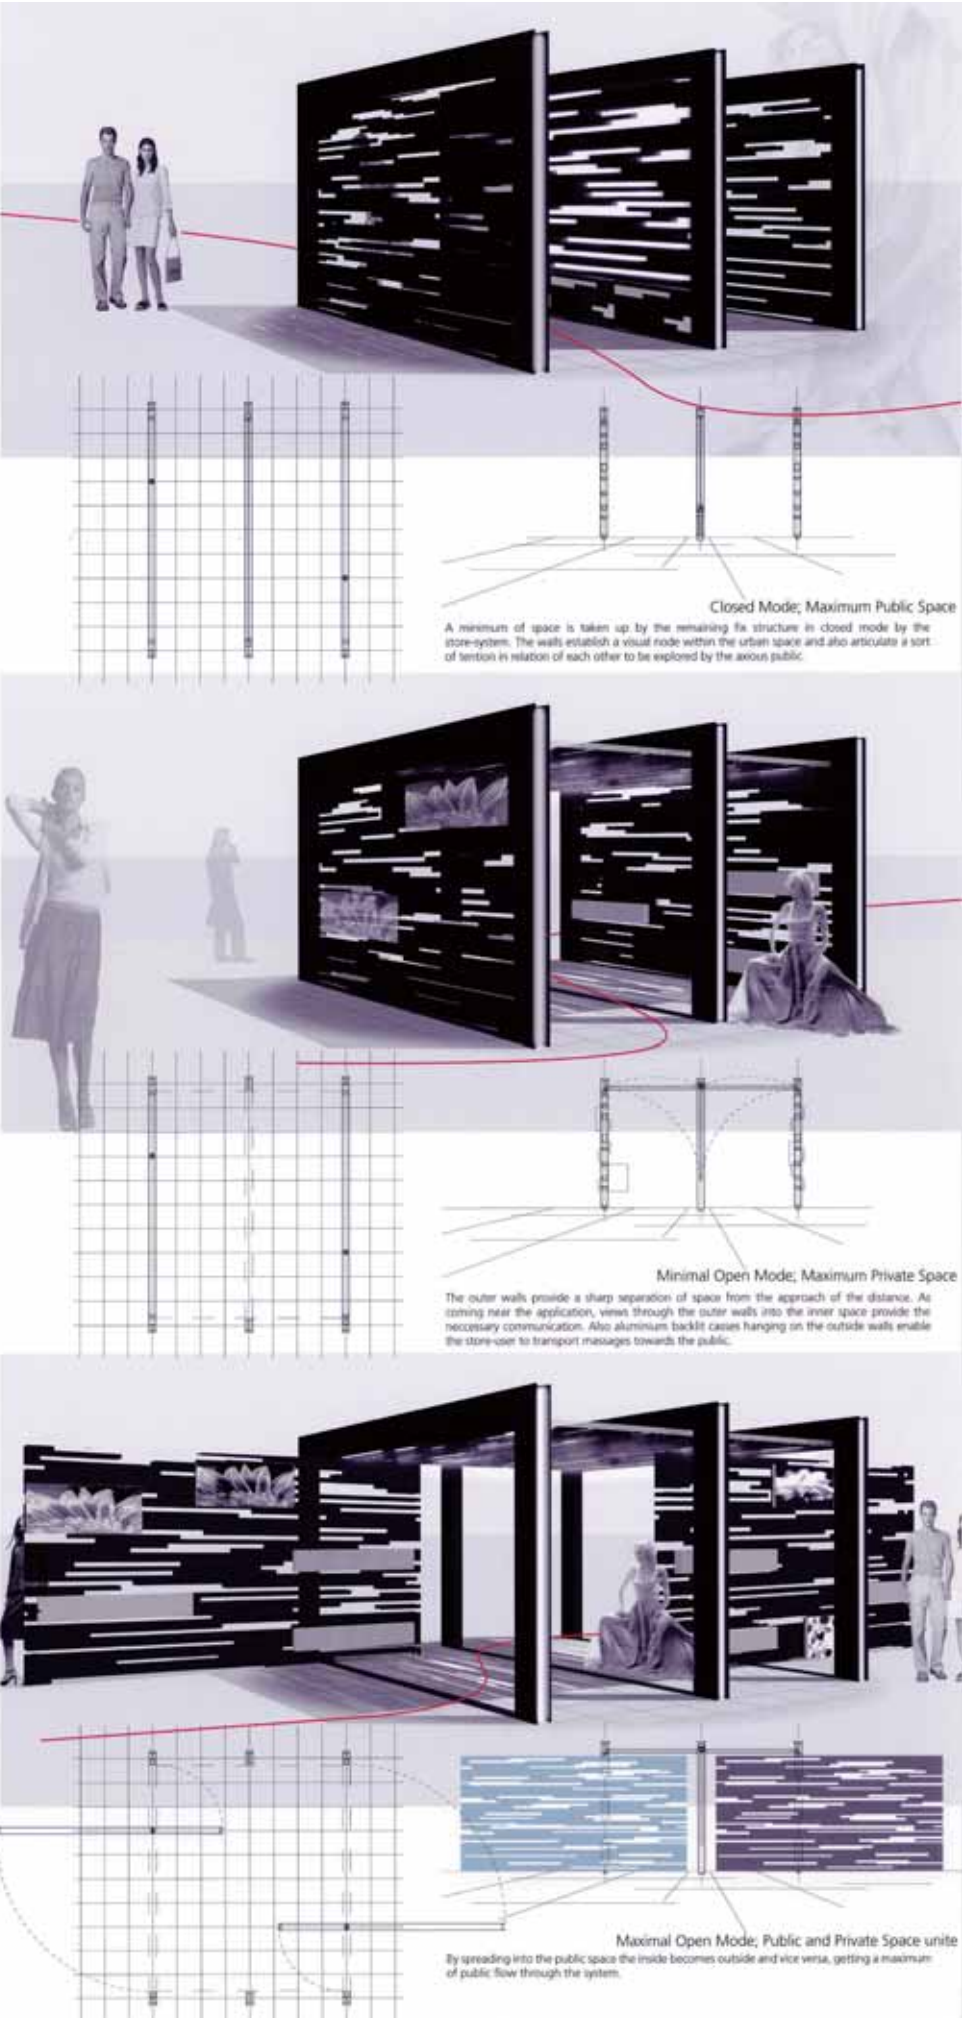 Closed Mode; Maximum Public Space
A minimum of space is taken up by the remaining fix structure in closed mode by the
store-system. The walls establish a visual node within the urban space and also articulate a sort
of tention in relation of each other to be explored by the axious public.
Minimal Open Mode; Maximum Private Space
The outer walls provide a sharp separation of space from the approach of the distance. As
coming near the application, views through the outer walls into the inner space provide the
neccessary communication. Also aluminium backlit casses hanging on the outside walls enable
the store-user to transport massages towards the public.
Maximal Open Mode; Public and Private Space unite
By spreading into the public space the inside becomes outside and vice versa, getting a maximum
of public flow through the system.